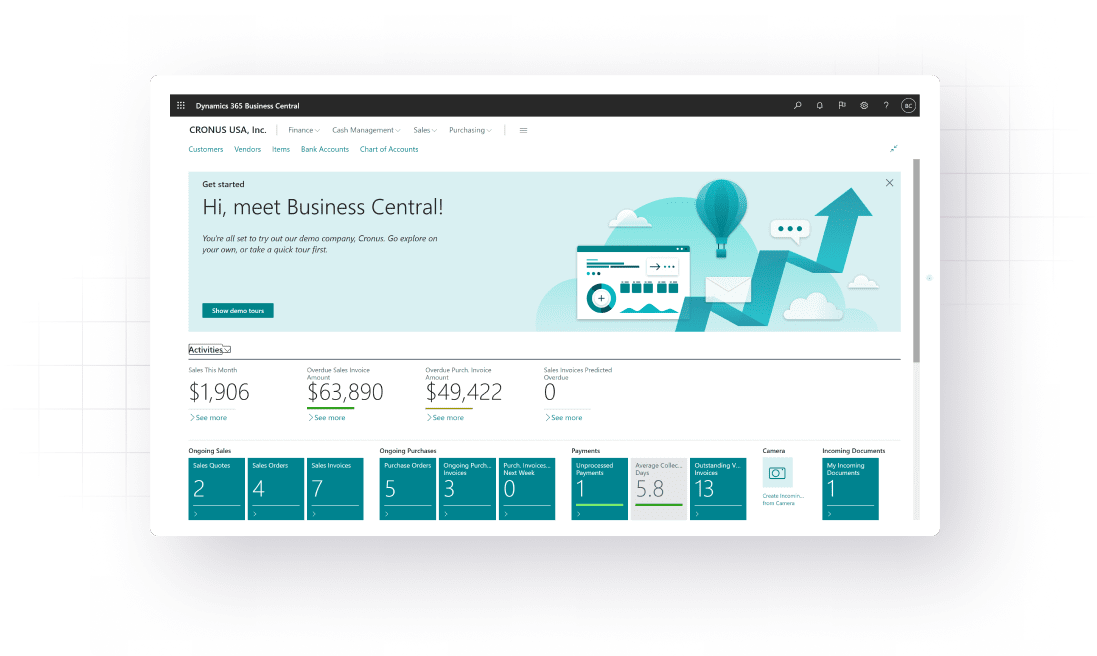 Dynamics 365 Business Central
BC
CRONUS USA, Inc.
Finance
Cash Management
Sales
Purchasing
Customers
Vendors
Items
Bank Accounts
Chart of Accounts
Get started
Hi, meet Business Central!
You're all set to try out our demo company, Cronus. Go explore on
your own, or take a quick tour first.
Show demo tours
Activities
Sales This Month
$1,906
See more
Overdue Sales Invoice
Amount
$63,890
See more
Overdue Purch. Invoice
Amount
$49,422
See more
Sales Invoices Predicted
Overdue
0
See more
Ongoing Sales
Sales Quotes
2
Sales Orders
4
Sales Invoices
7
Ongoing Purchases
Purchase Orders
5
Ongoing Purch...
Invoices
3
Purch. Invoices...
Next Week
0
Payments
Unprocessed
Payments
1
Average Collec...
Days
5.8
Outstanding V...
Invoices
13
Camera
Create Incomin...
from Camera
Incoming Documents
My Incoming
Documents
1